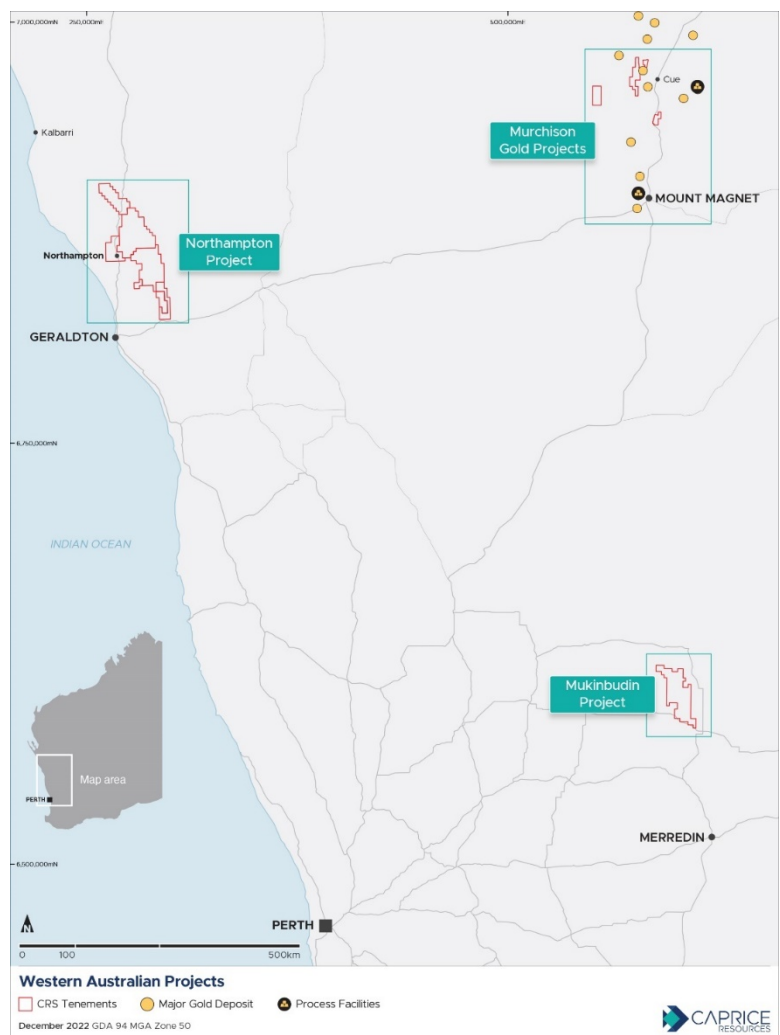 7,000,000mN
250,000mE
500,000mE
Cue
Kalbarri
Murchison
Gold Projects
MOUNT MAGNET
Northampton
Project
Northampton
GERALDTON
6,750,000mN
INDIAN OCEAN
Mukinbudin
Project
Map area
PERTH
MERREDIN
6,500,000mN
N
PERTH
0 100 500km
Western Australian Projects
CRS Tenements Major Gold Deposit Process Facilities
December 2022 GDA 94 MGA Zone 50
CAPRICE
RESOURCES